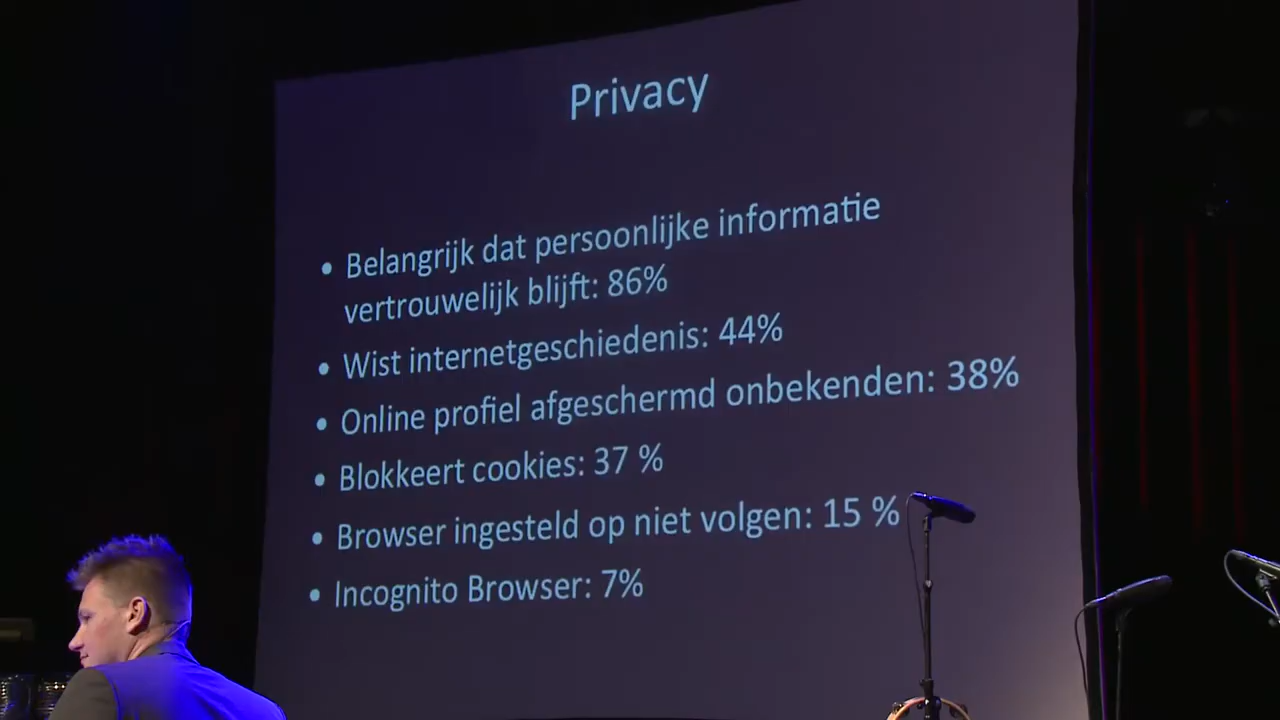 Privacy
• Belangrijk dat persoonlijke informatie
vertrouwelijk blijft: 86%
• Wist internetgeschiedenis: 44%
• Online profiel afgeschermd onbekenden: 38%
• Blokkeert cookies: 37 %
• Browser ingesteld op niet volgen: 15 %
• Incognito Browser: 7%